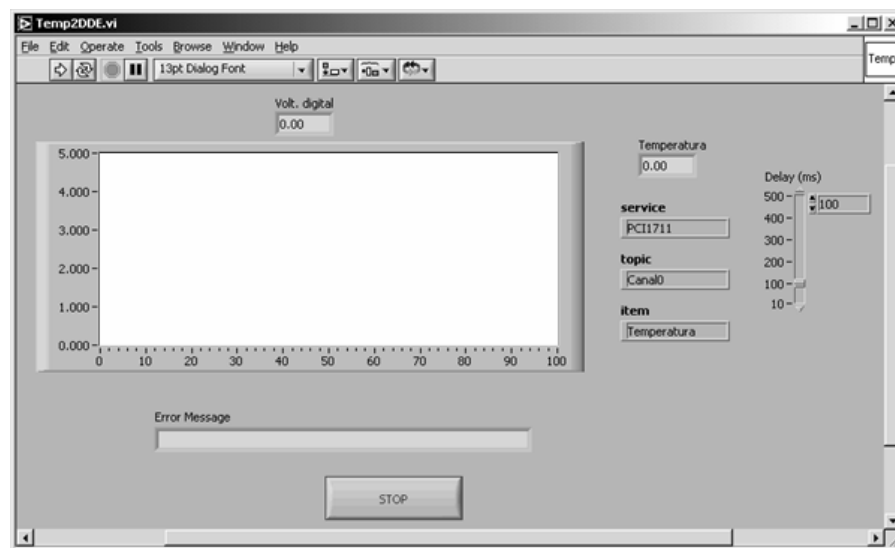 Temp2DDE.vi
File Edit Operate Tools Browse Window Help
13pt Dialog Font
Temp
Volt. digital
0.00
5.000
4.000
3.000
2.000
1.000
0.000
0 10 20 30 40 50 60 70 80 90 100
Temperatura
0.00
service
PCI1711
topic
Canal0
item
Temperatura
Delay (ms)
500
400
300
200
100
10
100
Error Message
STOP